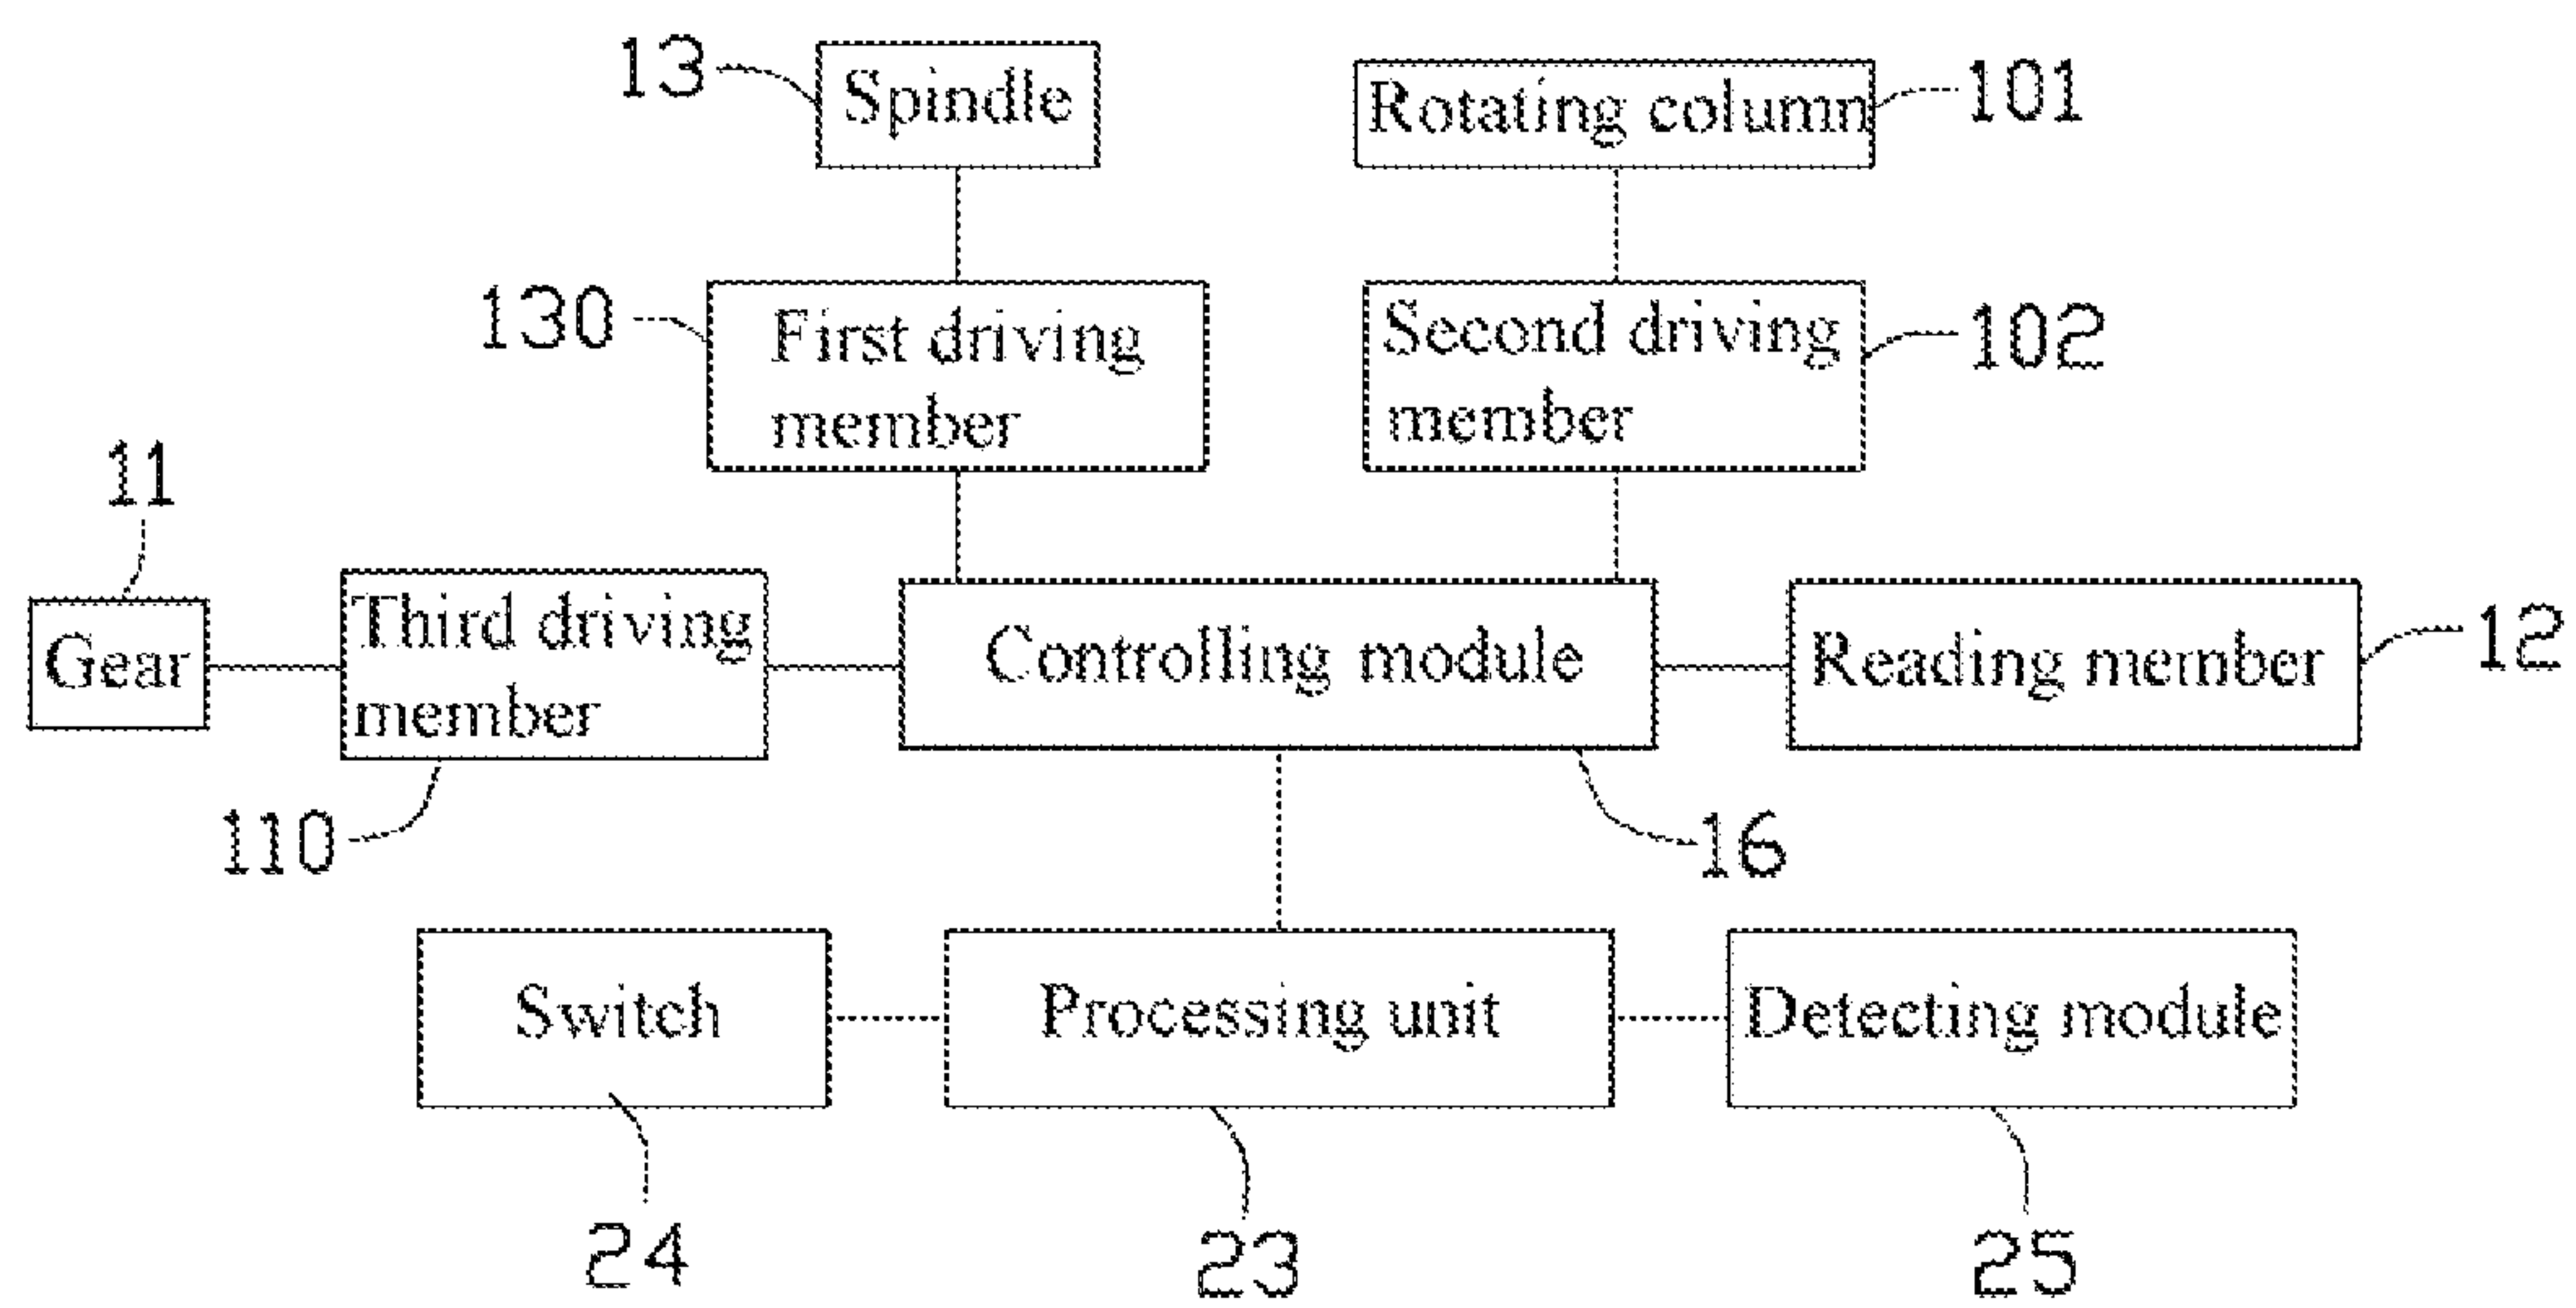 13
Spindle
Rotating column
101
130
First driving
member
Second driving
member
102
11
Gear
Third driving
member
Controlling module
Reading member
12
110
16
Switch
Processing unit
Detecting module
24
23
25